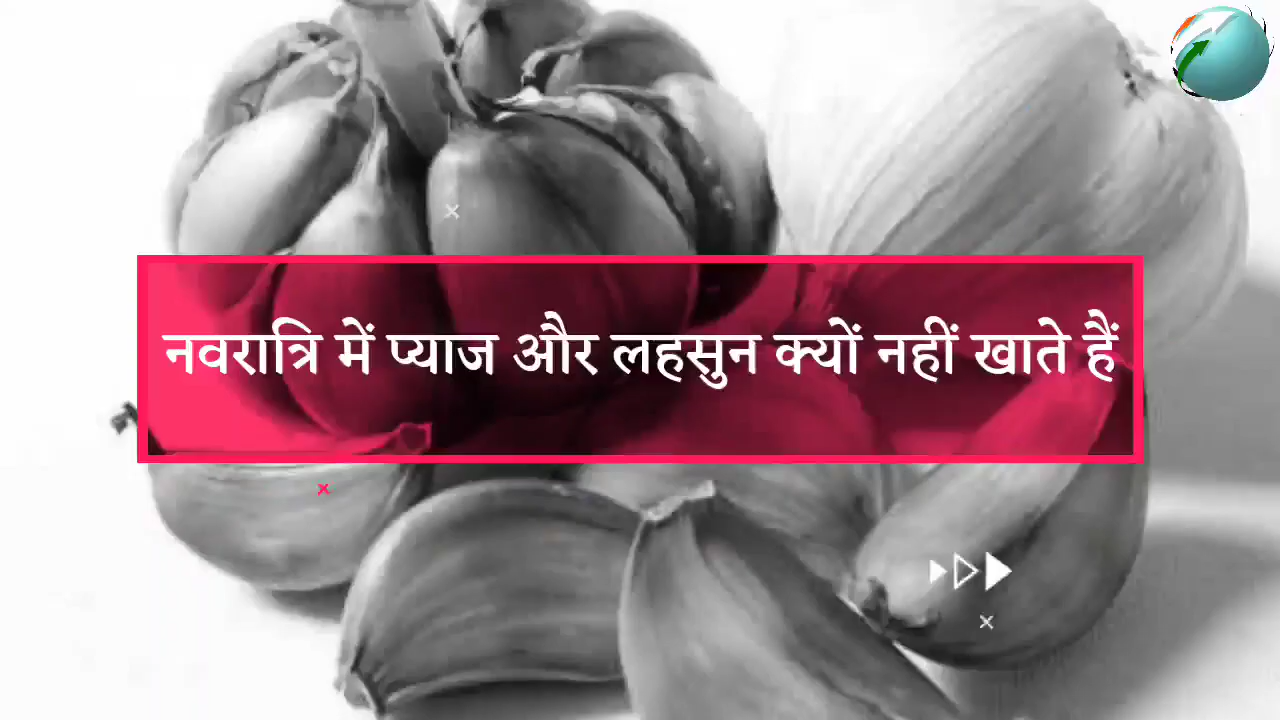 नवरात्रि में प्याज और लहसुन क्यों नहीं खाते हैं